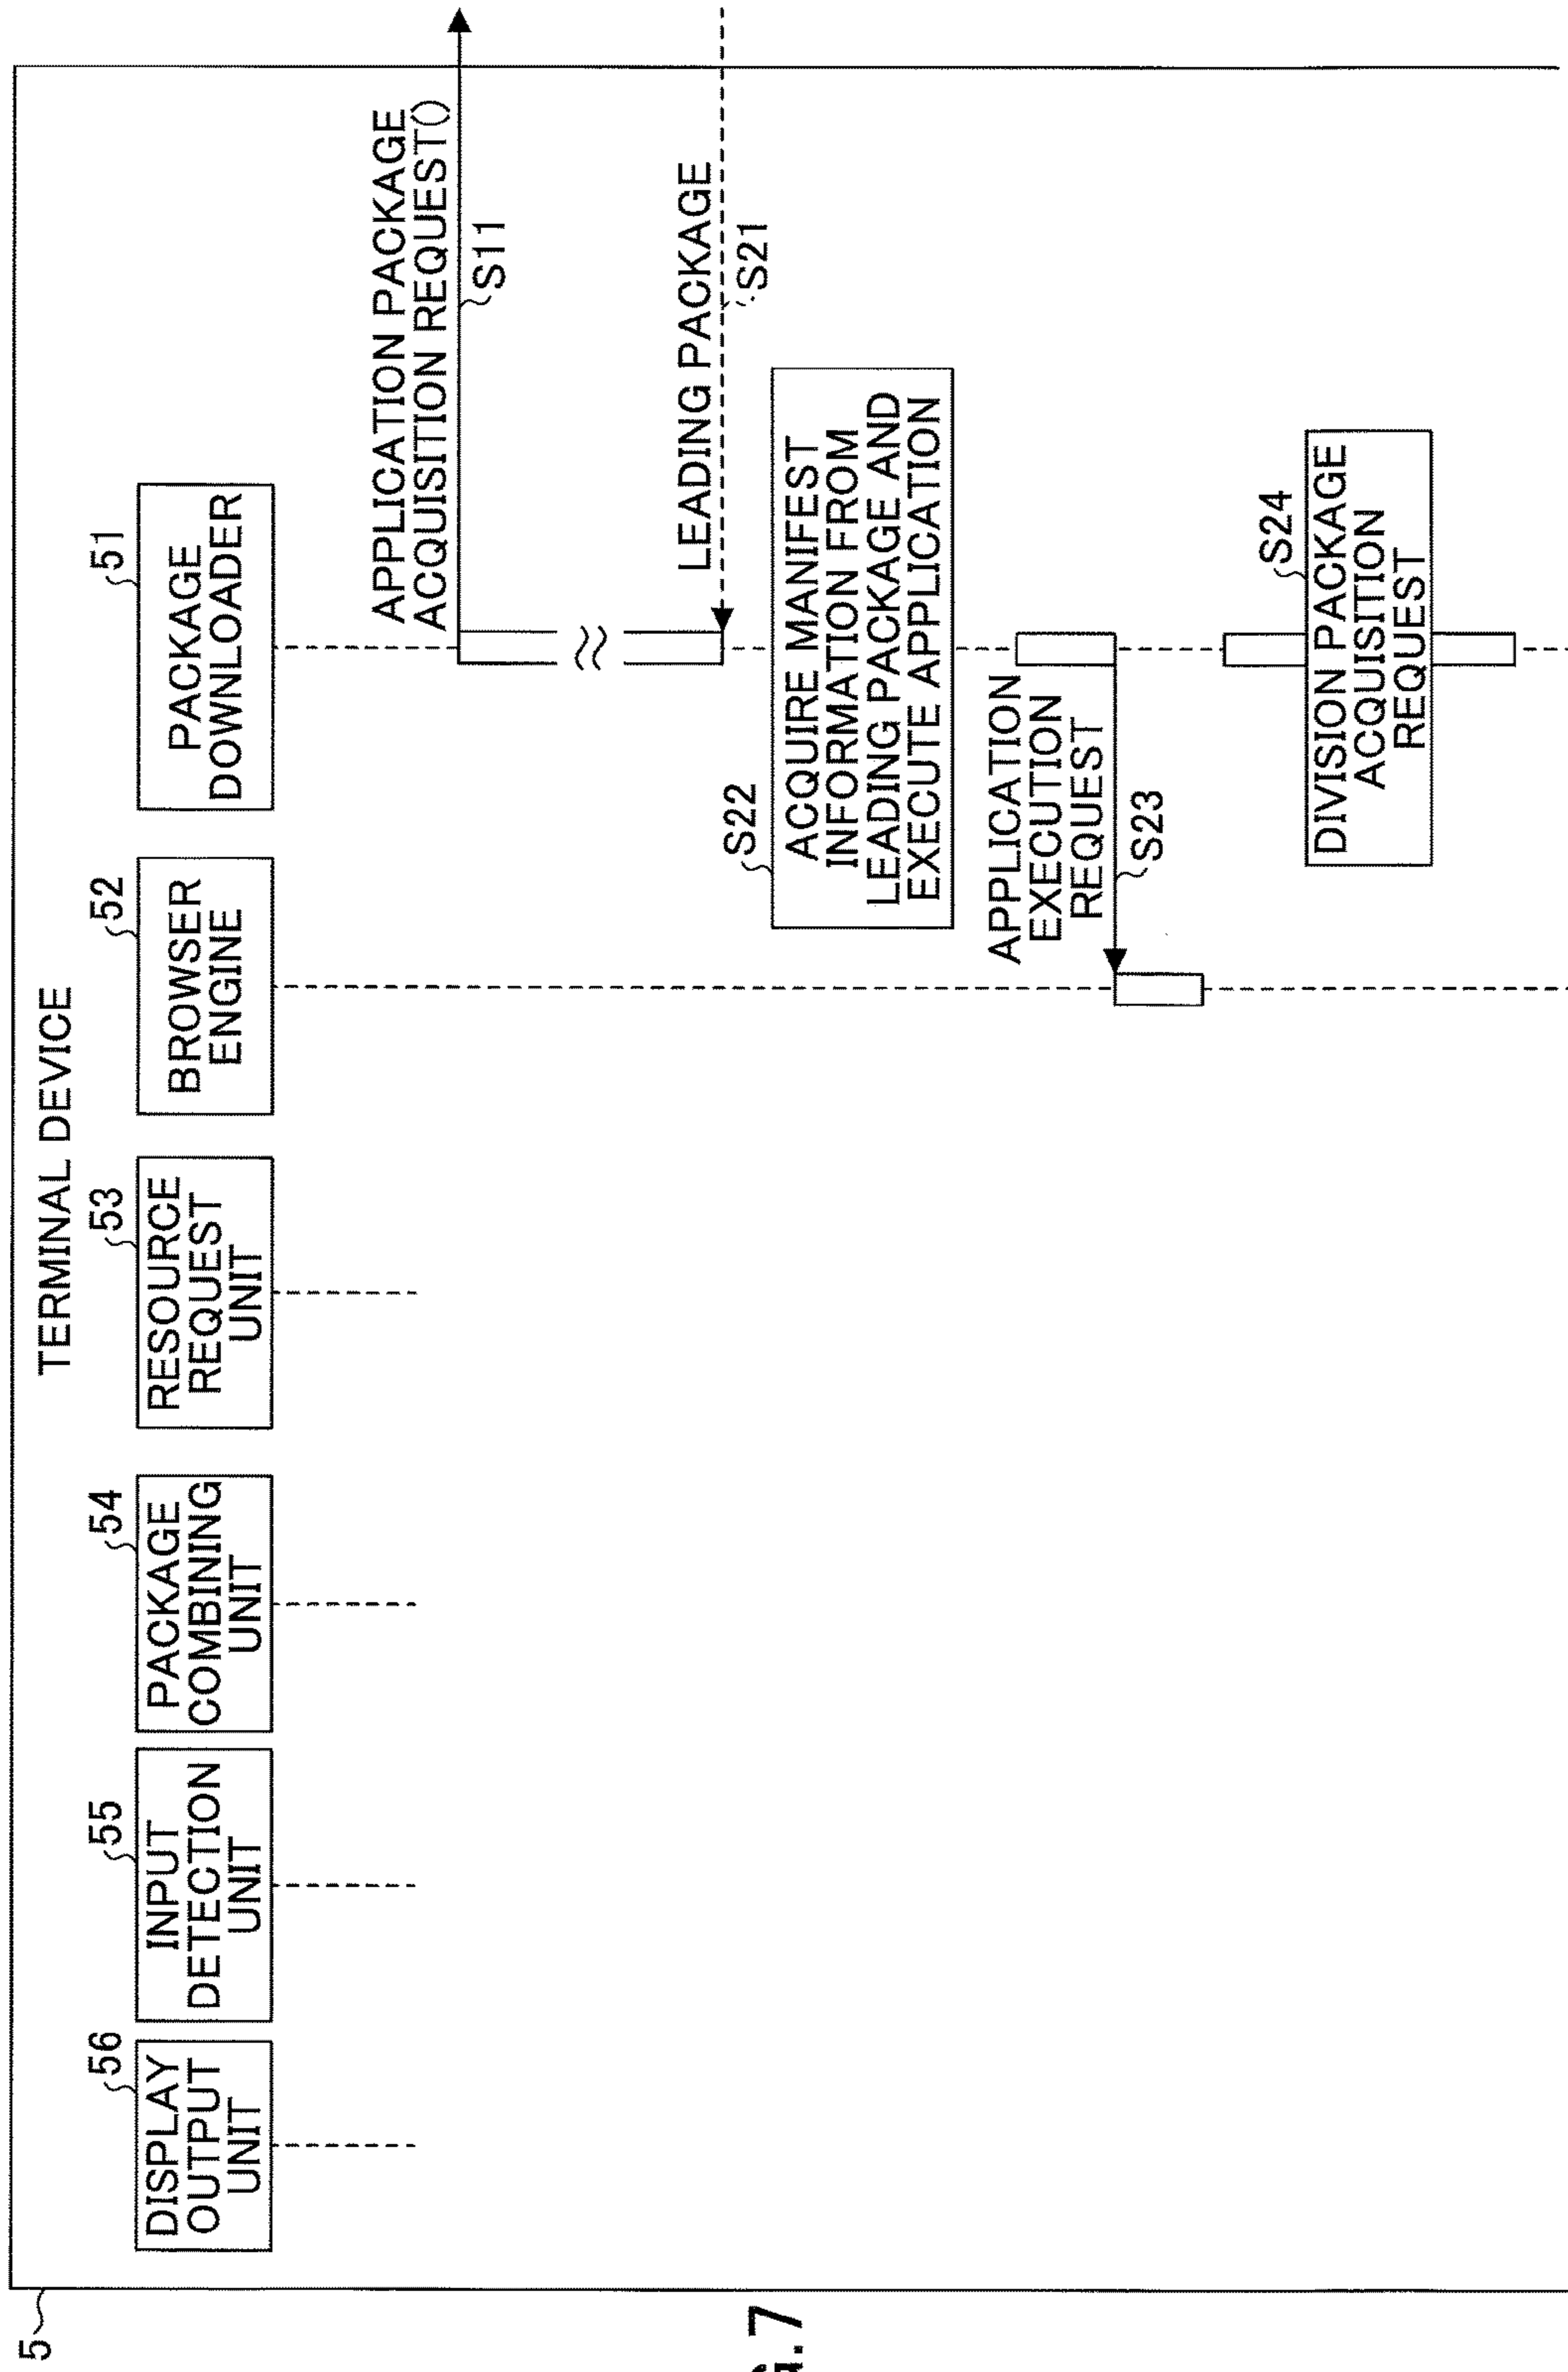 5
TERMINAL DEVICE
56
DISPLAY
OUTPUT
UNIT
55
INPUT
DETECTION
UNIT
54
PACKAGE
COMBINING
UNIT
53
RESOURCE
REQUEST
UNIT
52
BROWSER
ENGINE
51
PACKAGE
DOWNLOADER
APPLICATION PACKAGE
ACQUISITION REQUEST()
S11
LEADING PACKAGE
S21
S22
ACQUIRE MANIFEST
INFORMATION FROM
LEADING PACKAGE AND
EXECUTE APPLICATION
APPLICATION
EXECUTION
REQUEST
S23
S24
DIVISION PACKAGE
ACQUISITION
REQUEST
G.7